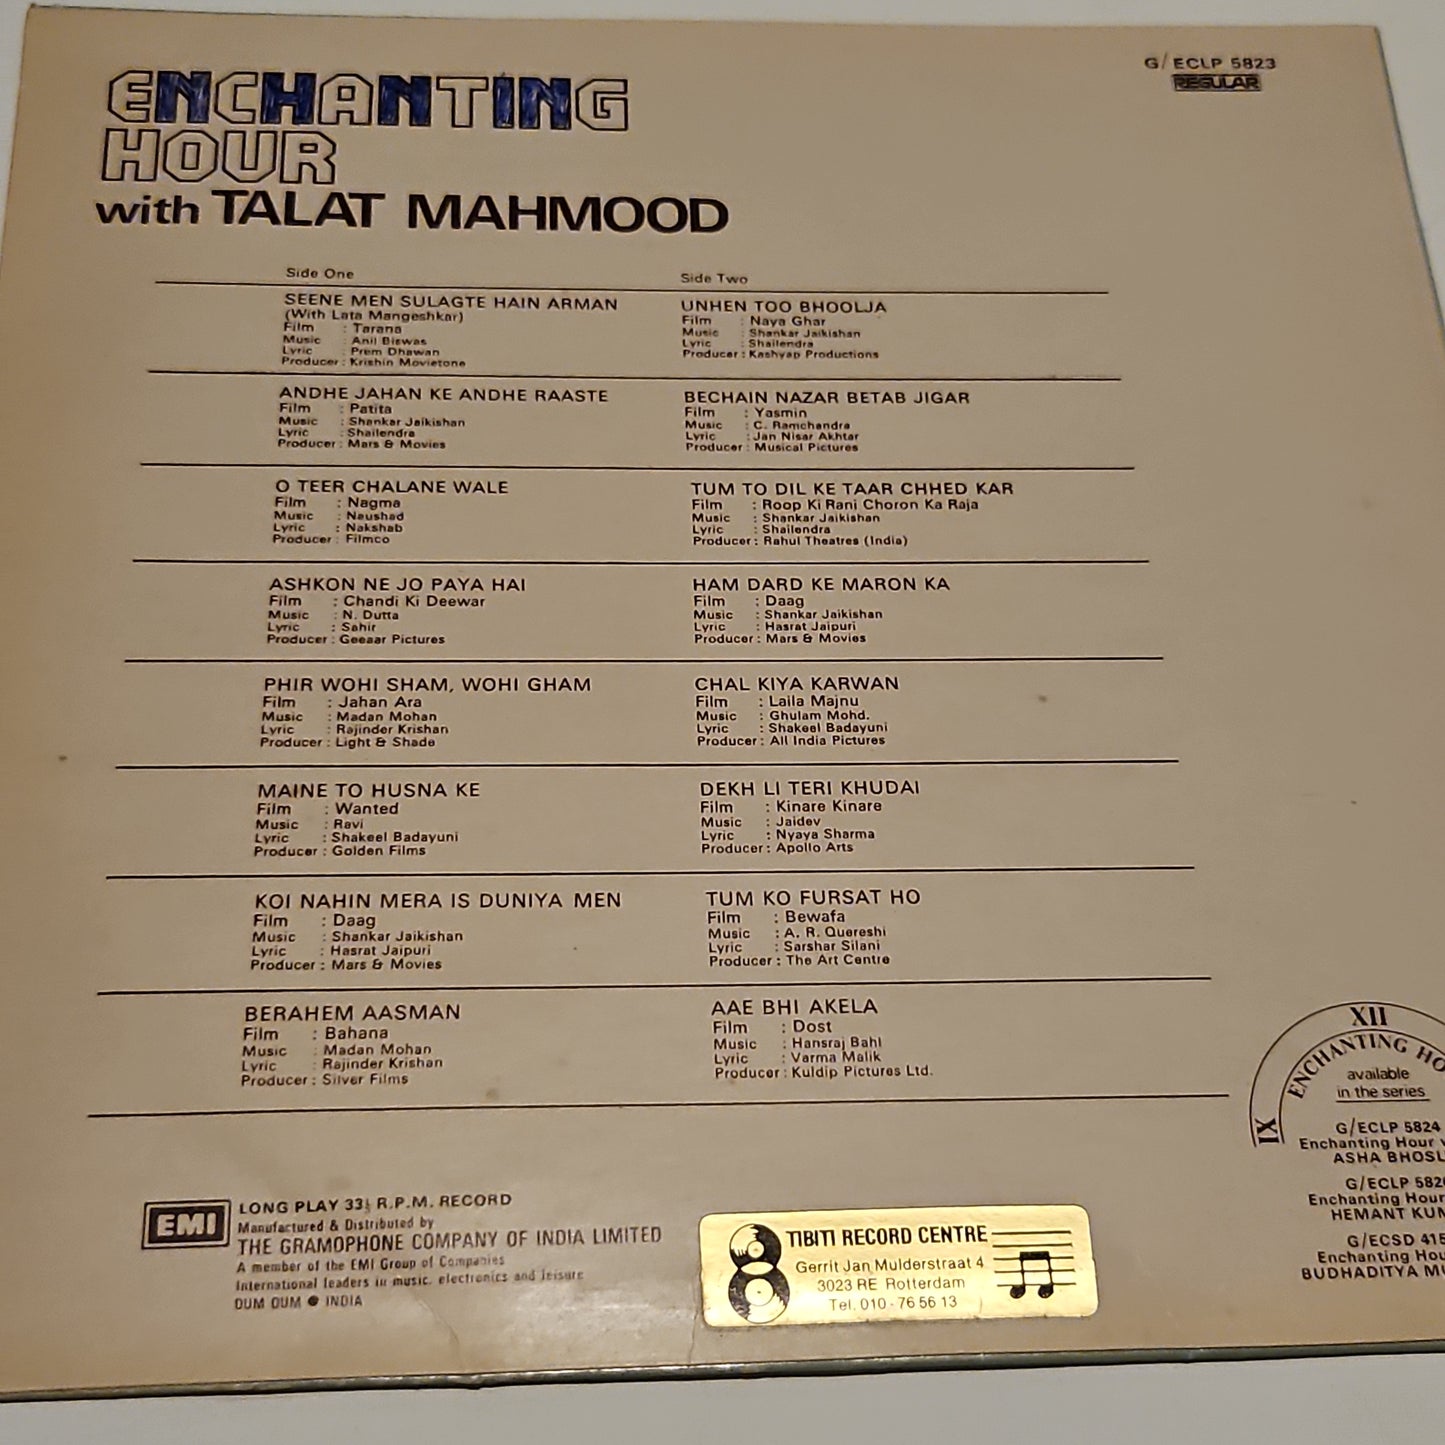 G/ECLP 5823
REGULAR
ENCHANTING
HOUR
with TALAT MAHMOOD
Side One
SEENE MEN SULAGTE HAIN ARMAN
(With Lata Mangeshkar)
Film : Tarana
Music : Anil Biswas
Lyric : Prem Dhawan
Producer : Krishin Movietone
ANDHE JAHAN KE ANDHE RAASTE
Film : Patita
Music : Shankar Jaikishan
Lyric : Shailendra
Producer : Mars & Movies
O TEER CHALANE WALE
Film : Nagma
Music : Naushad
Lyric : Nakshab
Producer : Filmco
ASHKON NE JO PAYA HAI
Film : Chandi Ki Deewar
Music : N. Dutta
Lyric : Sahir
Producer : Geeaar Pictures
PHIR WOHI SHAM, WOHI GHAM
Film : Jahan Ara
Music : Madan Mohan
Lyric : Rajinder Krishan
Producer : Light & Shade
MAINE TO HUSNA KE
Film : Wanted
Music : Ravi
Lyric : Shakeel Badayuni
Producer : Golden Films
KOI NAHIN MERA IS DUNIYA MEN
Film : Daag
Music : Shankar Jaikishan
Lyric : Hasrat Jaipuri
Producer : Mars & Movies
BERAHEM AASMAN
Film : Bahana
Music : Madan Mohan
Lyric : Rajinder Krishan
Producer : Silver Films
Side Two
UNHEN TOO BHOOLJA
Film : Naya Ghar
Music : Shankar Jaikishan
Lyric : Shailendra
Producer : Kashyap Productions
BECHAIN NAZAR BETAB JIGAR
Film : Yasmin
Music : C. Ramchandra
Lyric : Jan Nisar Akhtar
Producer : Musical Pictures
TUM TO DIL KE TAAR CHHED KAR
Film : Roop Ki Rani Choron Ka Raja
Music : Shankar Jaikishan
Lyric : Shailendra
Producer : Rahul Theatres (India)
HAM DARD KE MARON KA
Film : Daag
Music : Shankar Jaikishan
Lyric : Hasrat Jaipuri
Producer : Mars & Movies
CHAL KIYA KARWAN
Film : Laila Majnu
Music : Ghulam Mohd.
Lyric : Shakeel Badayuni
Producer : All India Pictures
DEKH LI TERI KHUDAI
Film : Kinare Kinare
Music : Jaidev
Lyric : Nyaya Sharma
Producer : Apollo Arts
TUM KO FURSAT HO
Film : Bewafa
Music : A. R. Quereshi
Lyric : Sarshar Silani
Producer : The Art Centre
AAE BHI AKELA
Film : Dost
Music : Hansraj Bahl
Lyric : Varma Malik
Producer : Kuldip Pictures Ltd.
XII
IX
ENCHANTING HO
available
in the series
G/ECLP 5824
Enchanting Hour
ASHA BHOSL
G/ECLP 582
Enchanting Hour
HEMANT KUM
G/ECSD 415
Enchanting Hou
BUDHADITYA MU
EMI
LONG PLAY 33⅓ R.P.M. RECORD
Manufactured & Distributed by
THE GRAMOPHONE COMPANY OF INDIA LIMITED
A member of the EMI Group of Companies
International leaders in music, electronics and leisure
DUM DUM ● INDIA
TIBITI RECORD CENTRE
Gerrit Jan Mulderstraat 4
3023 RE Rotterdam
Tel. 010 - 76 56 13